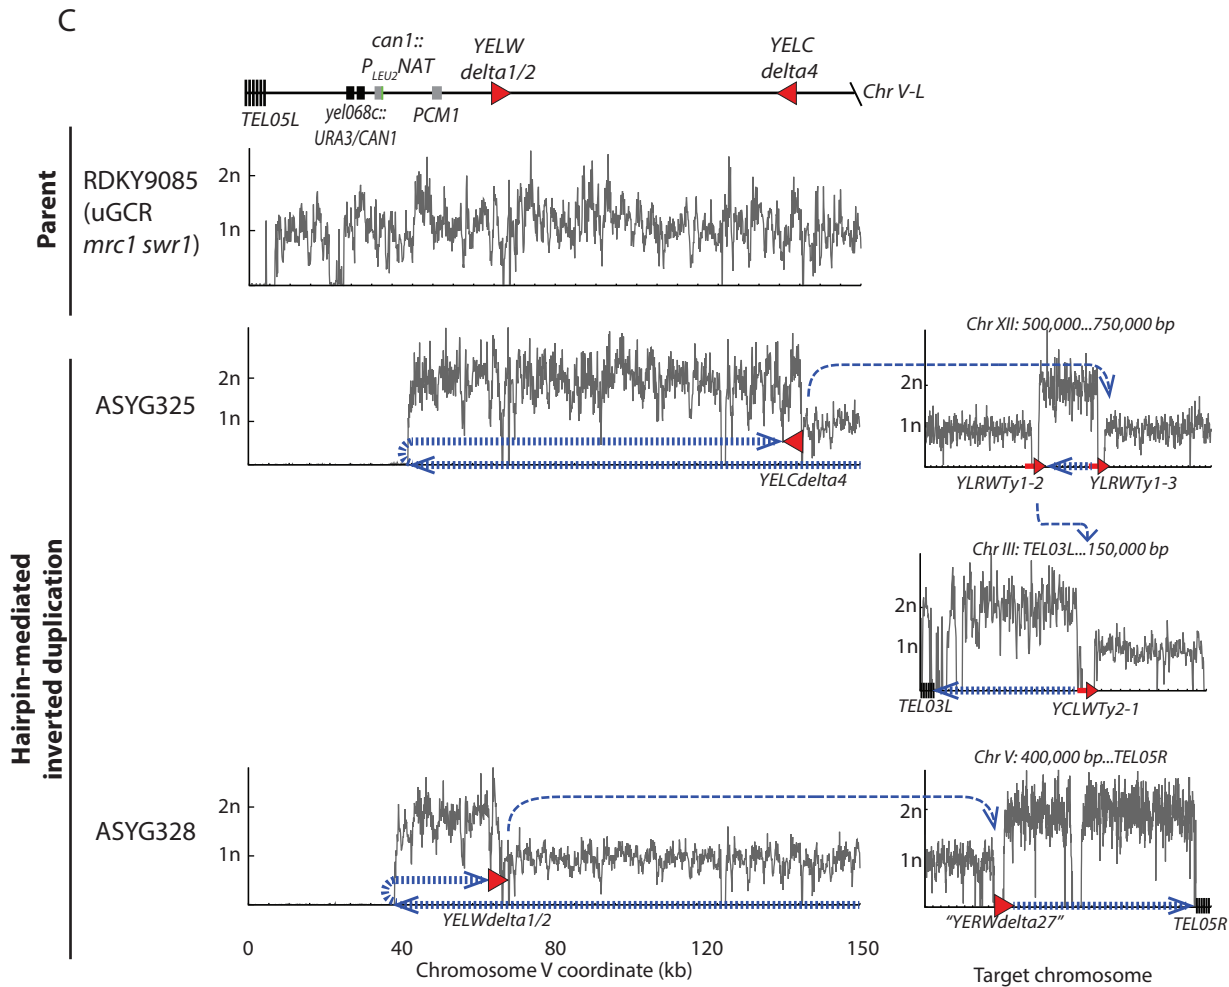 C
can1::
P_LEU2 NAT
YELW
delta1/2
YELC
delta4
Chr V-L
TEL05L
yel068c::
URA3/CAN1
PCM1
Parent
RDKY9085
(uGCR
mrc1 swr1)
2n
1n
Hairpin-mediated
inverted duplication
ASYG325
2n
1n
YELCdelta4
Chr XII: 500,000...750,000 bp
2n
1n
YLRWTy1-2
YLRWTy1-3
Chr III: TEL03L...150,000 bp
2n
1n
TEL03L
YCLWTy2-1
ASYG328
2n
1n
YELWdelta1/2
Chr V: 400,000 bp...TEL05R
2n
1n
“YERWdelta27”
TEL05R
0 40 80 120 150
Chromosome V coordinate (kb)
Target chromosome